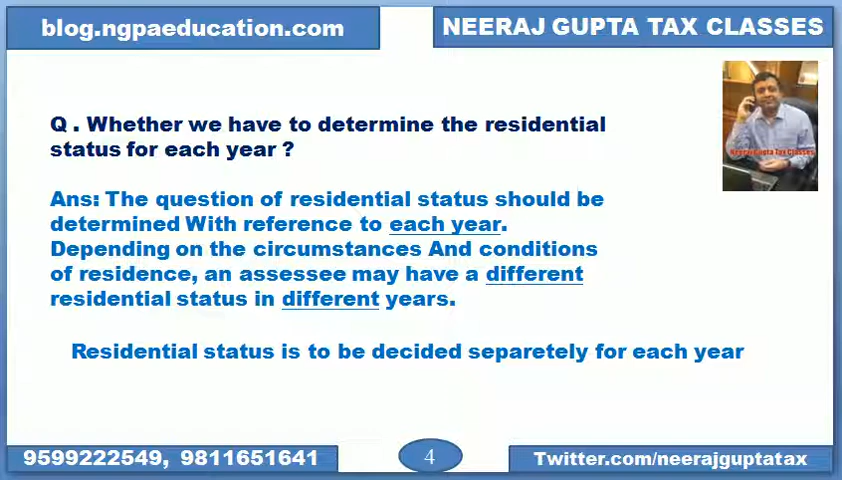 blog.ngpaeducation.com
NEERAJ GUPTA TAX CLASSES
Q . Whether we have to determine the residential
status for each year ?
NeerajGupta Tax Classes
Ans: The question of residential status should be
determined With reference to each year.
Depending on the circumstances And conditions
of residence, an assessee may have a different
residential status in different years.
Residential status is to be decided separetely for each year
9599222549, 9811651641
4
Twitter.com/neerajguptatax